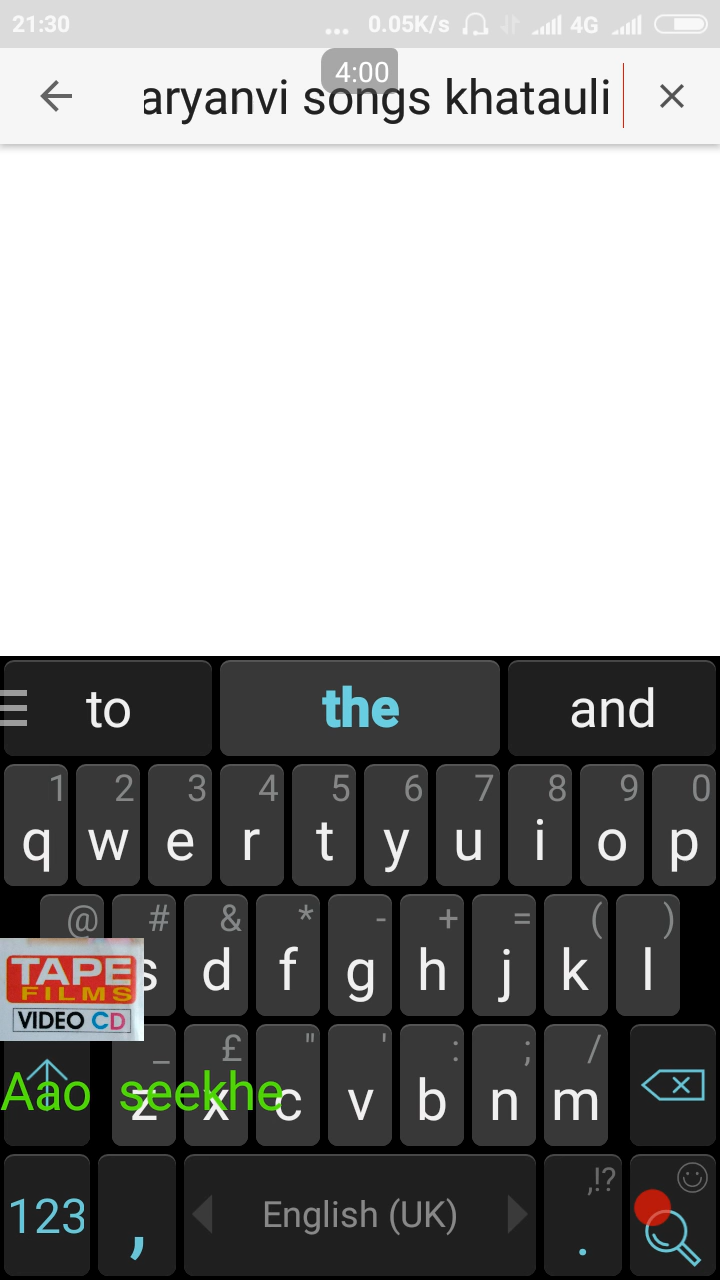 21:30 ... 0.05K/s 4G
4:00
aryanvi songs khatauli
to the and
1 2 3 4 5 6 7 8 9 0
q w e r t y u i o p
@ # & * - + = ( )
s d f g h j k l
TAPE
FILMS
VIDEO CD
_ £ " ' : ; /
z x c v b n m
Aao seekhe
,!?
123 , English (UK) .